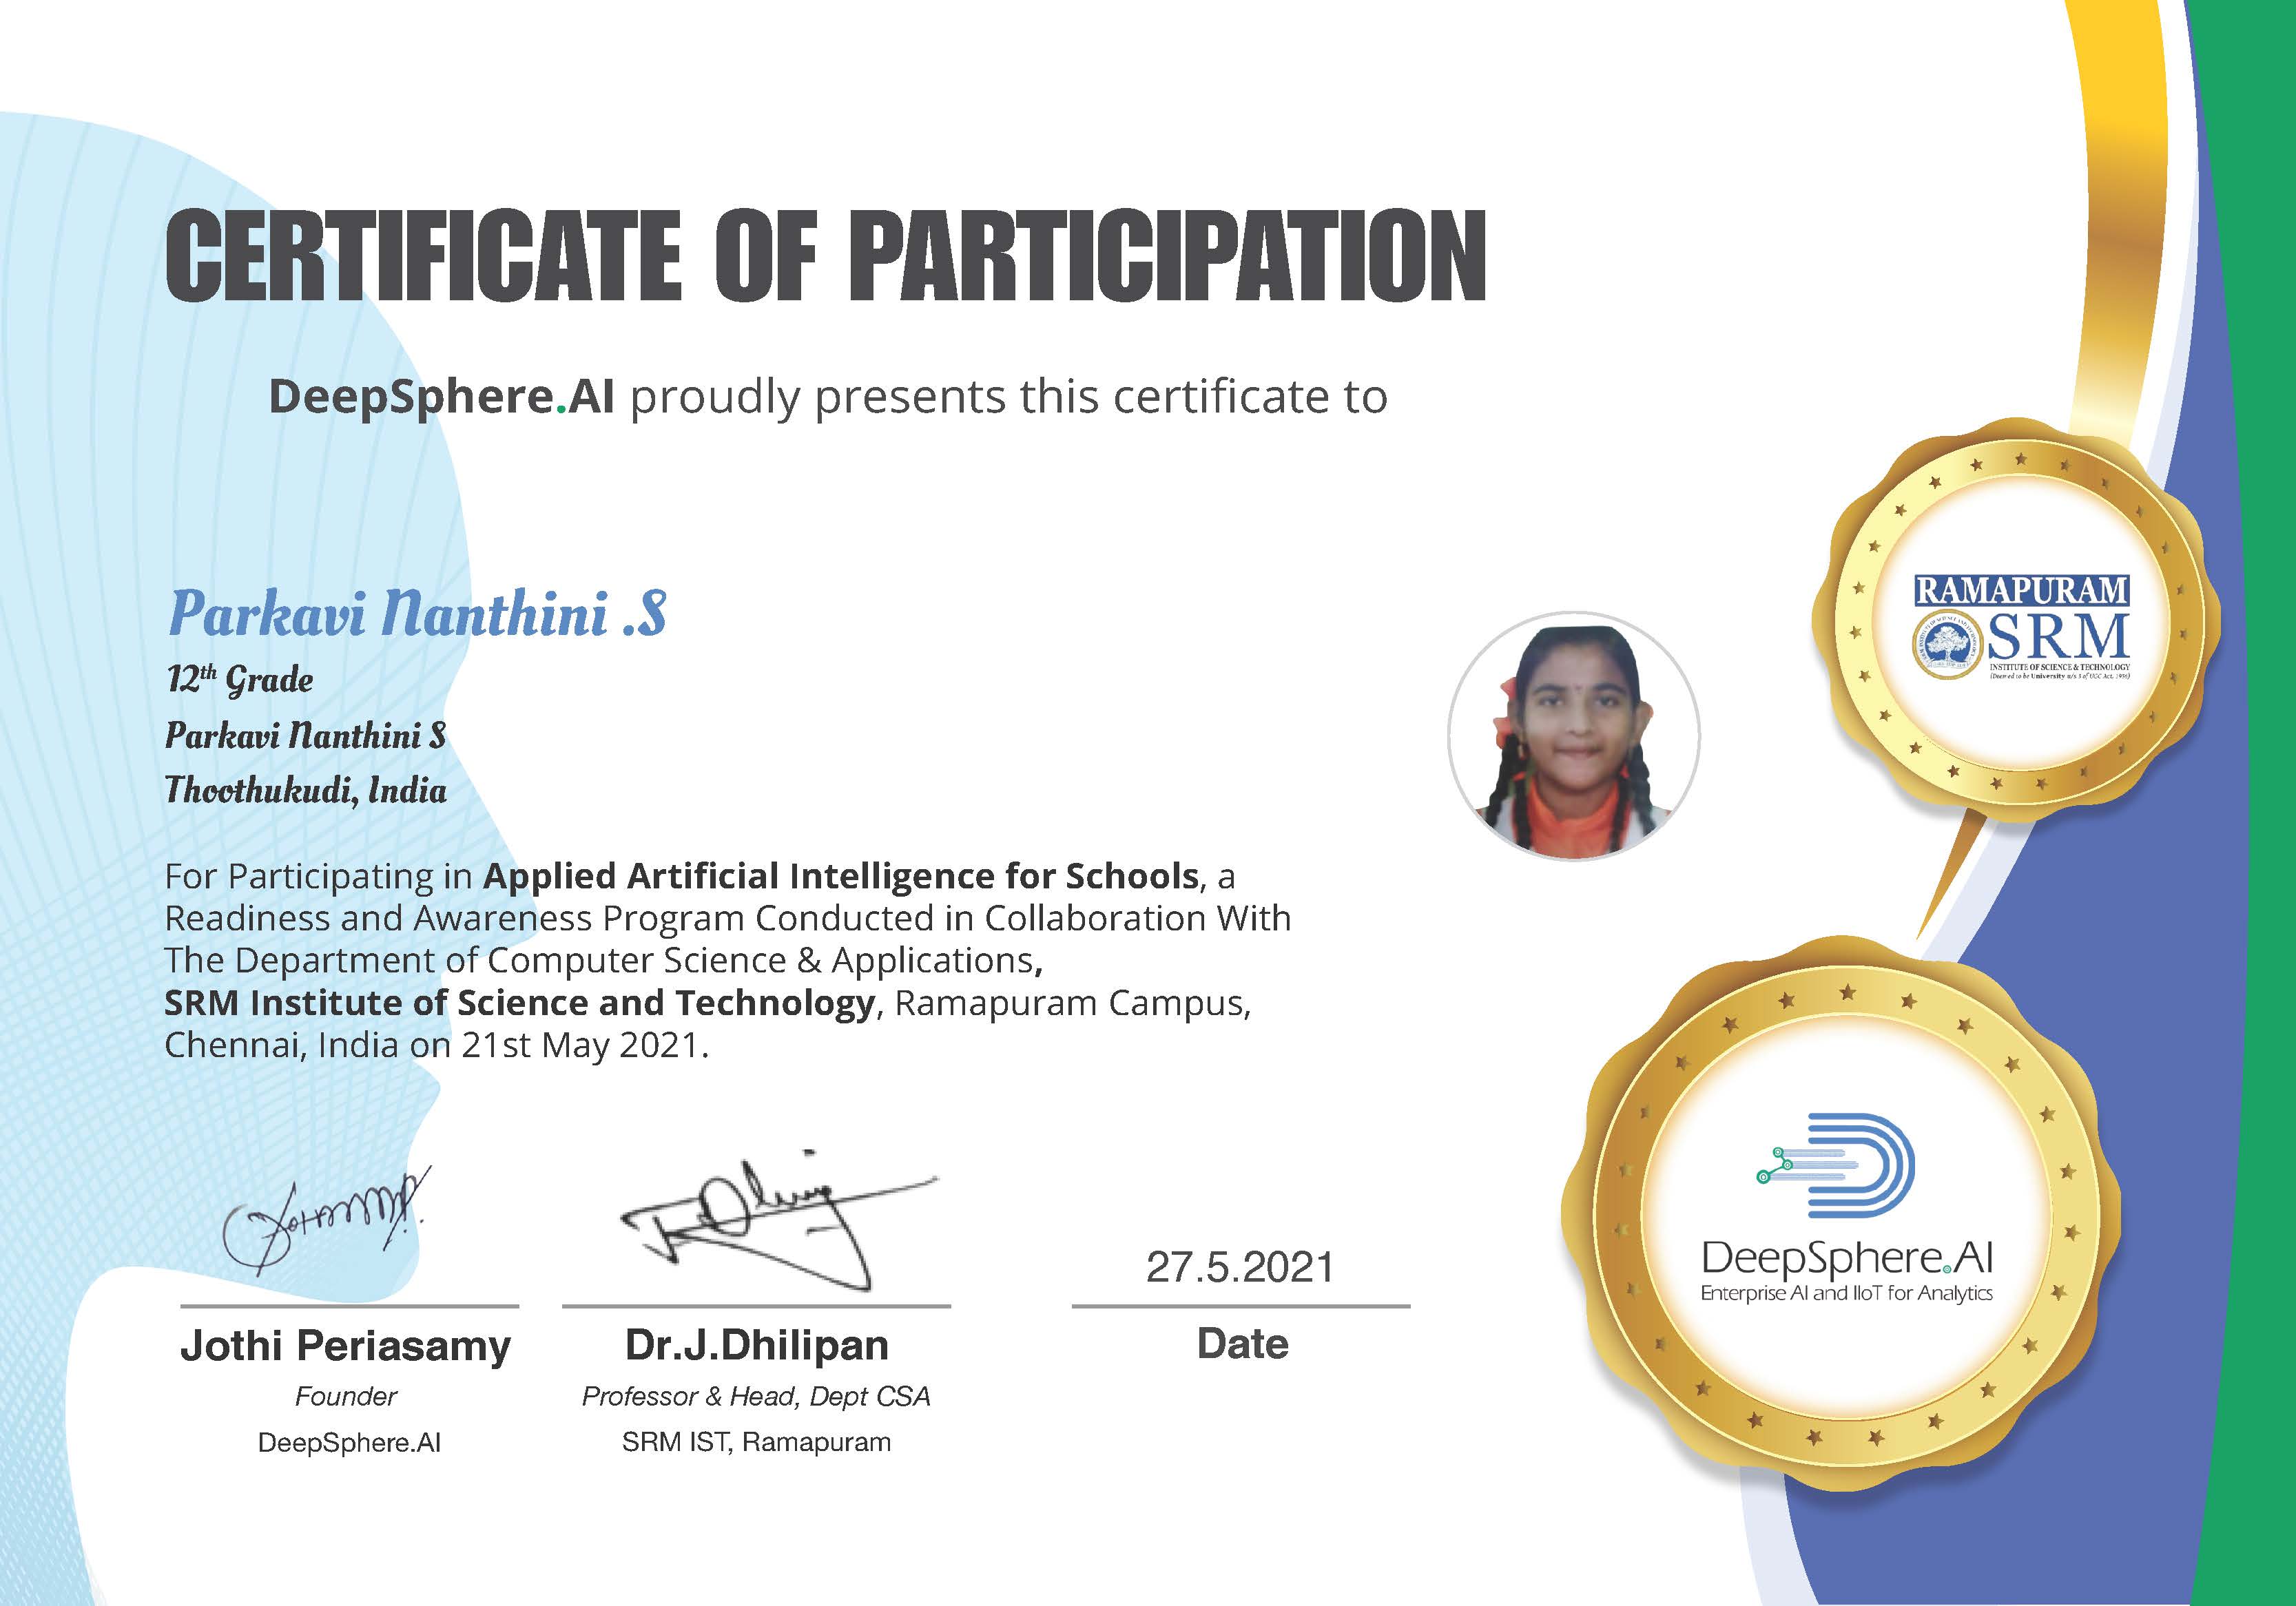 CERTIFICATE OF PARTICIPATION
DeepSphere.AI proudly presents this certificate to
Parkavi Nanthini .S
12th Grade
Parkavi Nanthini S
Thoothukudi, India
For Participating in Applied Artificial Intelligence for Schools, a
Readiness and Awareness Program Conducted in Collaboration With
The Department of Computer Science & Applications,
SRM Institute of Science and Technology, Ramapuram Campus,
Chennai, India on 21st May 2021.
27.5.2021
Jothi Periasamy
Founder
DeepSphere.AI
Dr.J.Dhilipan
Professor & Head, Dept CSA
SRM IST, Ramapuram
Date
RAMAPURAM
SRM
INSTITUTE OF SCIENCE & TECHNOLOGY
(Deemed to be University u/s 3 of UGC Act, 1956)
DeepSphere.AI
Enterprise AI and IIoT for Analytics